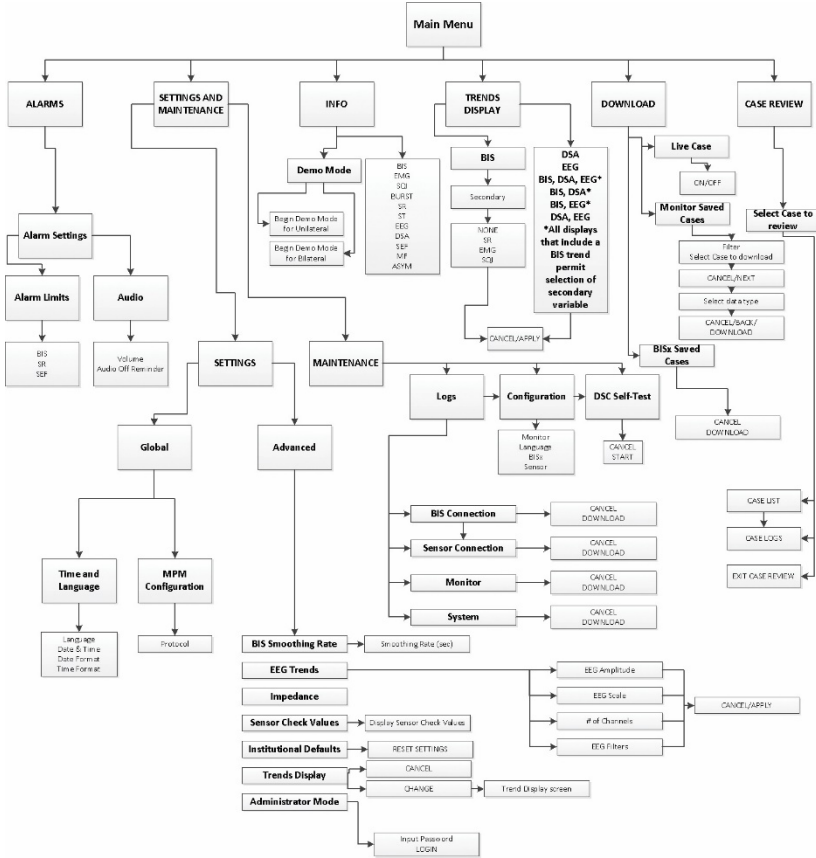 Main Menu
ALARMS
SETTINGS AND
MAINTENANCE
INFO
TRENDS
DISPLAY
DOWNLOAD
CASE REVIEW
Alarm Settings
Alarm Limits
BIS
SR
SEF
Audio
Volume
Audio Off Reminder
Demo Mode
Begin Demo Mode
for Unilateral
Begin Demo Mode
for Bilateral
BIS
EMG
SQI
BURST
SR
ST
EEG
DSA
SEF
MF
ASYM
BIS
Secondary
NONE
SR
EMG
SQI
DSA
EEG
BIS, DSA, EEG*
BIS, DSA*
BIS, EEG*
DSA, EEG
*All displays
that include a
BIS trend
permit
selection of
secondary
variable
CANCEL/APPLY
Live Case
ON/OFF
Monitor Saved
Cases
Filter
Select Case to download
CANCEL/NEXT
Select data type
CANCEL/BACK/
DOWNLOAD
BISx Saved
Cases
CANCEL
DOWNLOAD
Select Case to
review
CASE LIST
CASE LOGS
EXIT CASE REVIEW
SETTINGS
MAINTENANCE
Global
Advanced
Time and
Language
Language
Date & Time
Date Format
Time Format
MPM
Configuration
Protocol
Logs
Configuration
DSC Self-Test
Monitor
Language
BISx
Sensor
CANCEL
START
BIS Connection
CANCEL
DOWNLOAD
Sensor Connection
CANCEL
DOWNLOAD
Monitor
CANCEL
DOWNLOAD
System
CANCEL
DOWNLOAD
BIS Smoothing Rate
Smoothing Rate (sec)
EEG Trends
EEG Amplitude
EEG Scale
# of Channels
EEG Filters
CANCEL/APPLY
Impedance
Sensor Check Values
Display Sensor Check Values
Institutional Defaults
RESET SETTINGS
Trends Display
CANCEL
CHANGE
Trend Display screen
Administrator Mode
Input Password
LOGIN